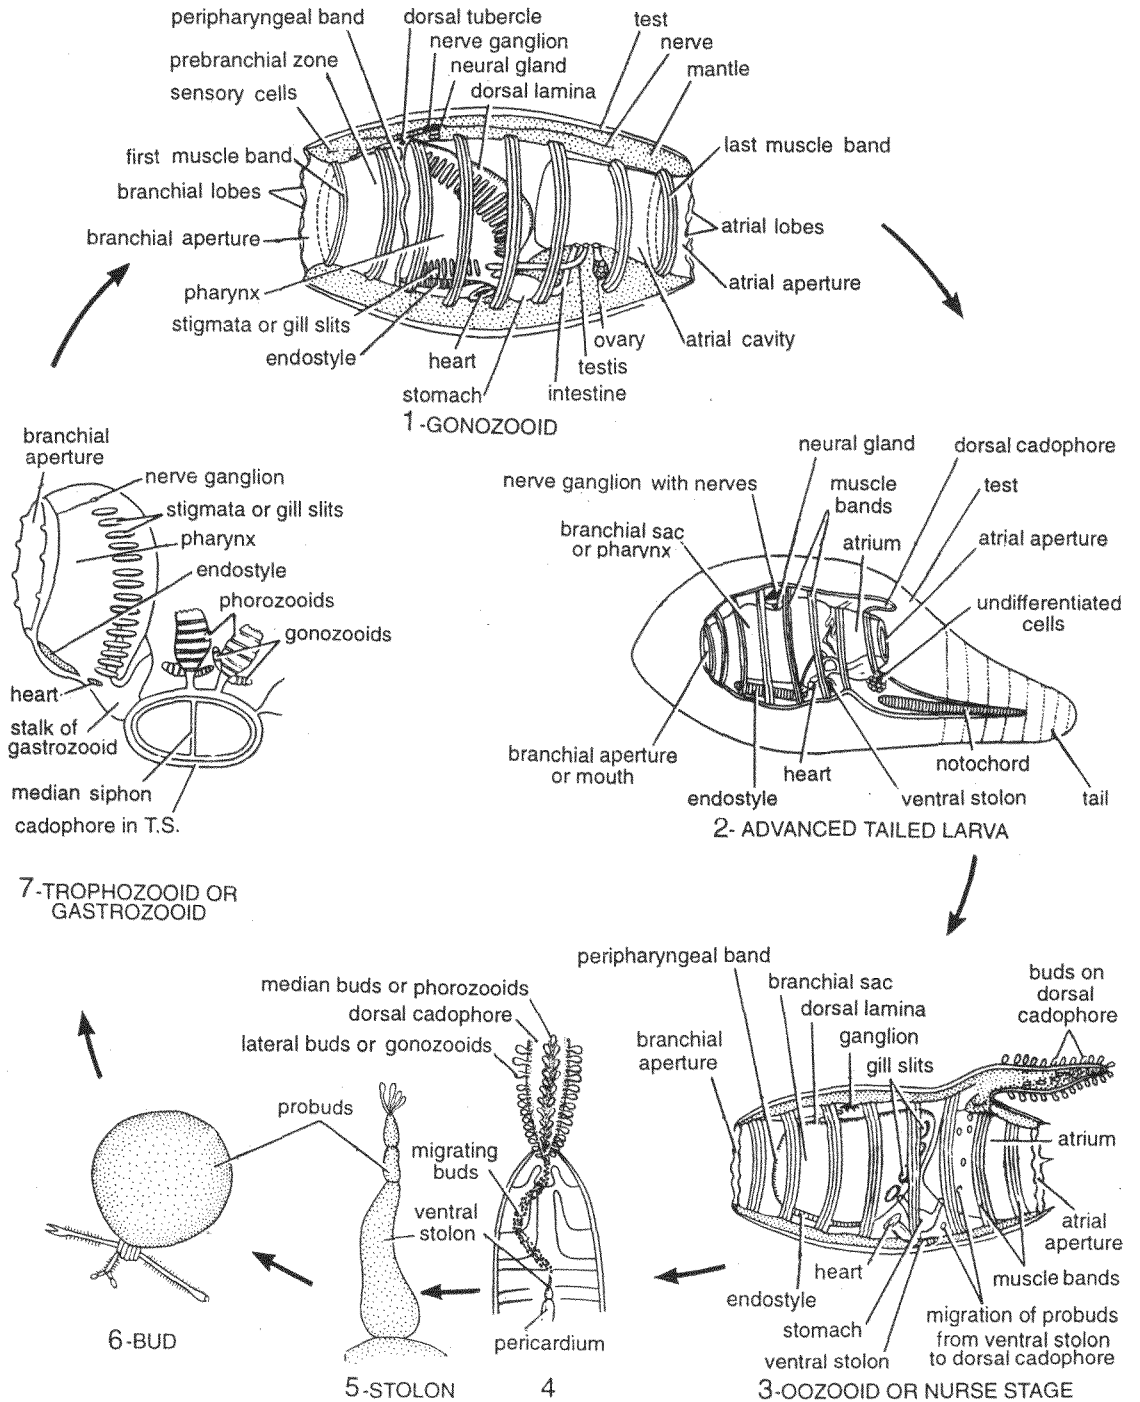 peripharyngeal band
dorsal tubercle
nerve ganglion
neural gland
dorsal lamina
test
nerve
mantle
prebranchial zone
sensory cells
first muscle band
branchial lobes
branchial aperture
last muscle band
atrial lobes
atrial aperture
pharynx
stigmata or gill slits
endostyle
heart
stomach
intestine
testis
ovary
atrial cavity
1-GONOZOOID
neural gland
dorsal cadophore
nerve ganglion with nerves
muscle
bands
test
branchial sac
or pharynx
atrium
atrial aperture
undifferentiated
cells
branchial aperture
or mouth
endostyle
heart
notochord
ventral stolon
tail
2- ADVANCED TAILED LARVA
peripharyngeal band
branchial sac
dorsal lamina
ganglion
gill slits
buds on
dorsal
cadophore
branchial
aperture
atrium
atrial
aperture
muscle bands
heart
endostyle
stomach
ventral stolon
migration of probuds
from ventral stolon
to dorsal cadophore
3-OOZOOID OR NURSE STAGE
median buds or phorozooids
dorsal cadophore
lateral buds or gonozooids
migrating
buds
ventral
stolon
pericardium
4
probuds
5-STOLON
6-BUD
branchial
aperture
nerve ganglion
stigmata or gill slits
pharynx
endostyle
phorozooids
gonozooids
heart
stalk of
gastrozooid
median siphon
cadophore in T.S.
7-TROPHOZOOID OR
GASTROZOOID